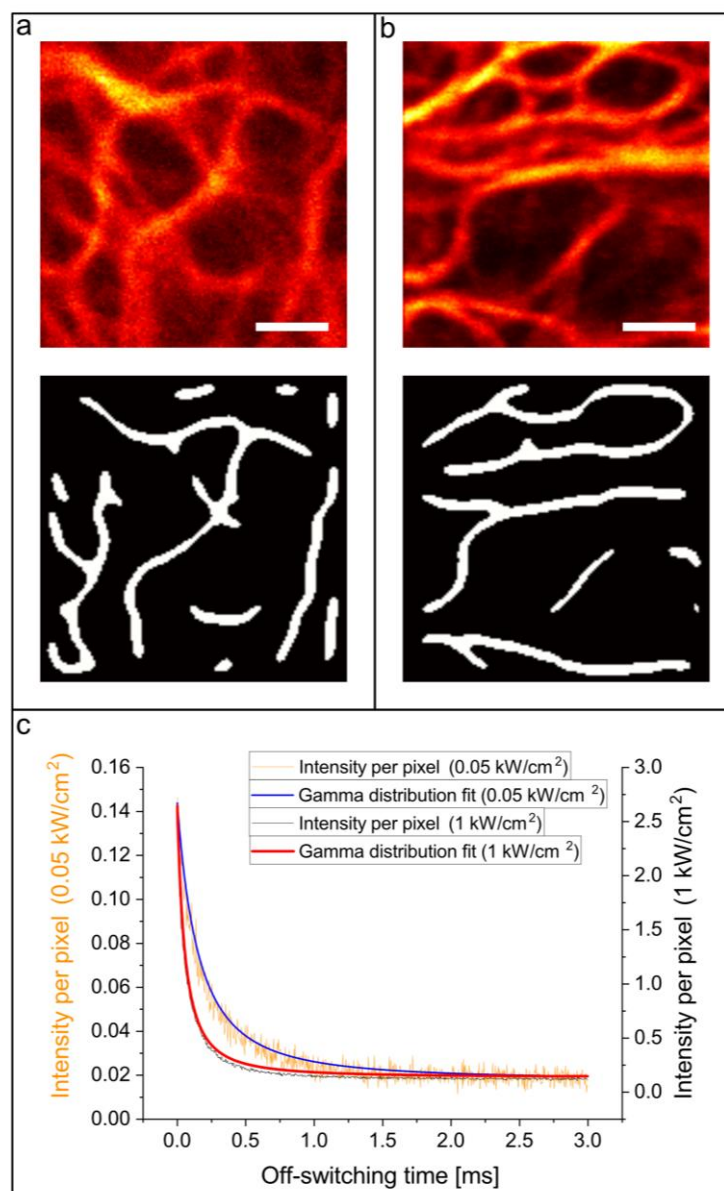 a
b
c
Intensity per pixel (0.05 kW/cm²)
Gamma distribution fit (0.05 kW/cm ²)
Intensity per pixel (1 kW/cm²)
Gamma distribution fit (1 kW/cm ²)
Intensity per pixel (0.05 kW/cm²)
0.16
0.14
0.12
0.10
0.08
0.06
0.04
0.02
0.00
3.0
2.5
2.0
1.5
1.0
0.5
0.0
Intensity per pixel (1 kW/cm²)
0.0 0.5 1.0 1.5 2.0 2.5 3.0
Off-switching time [ms]